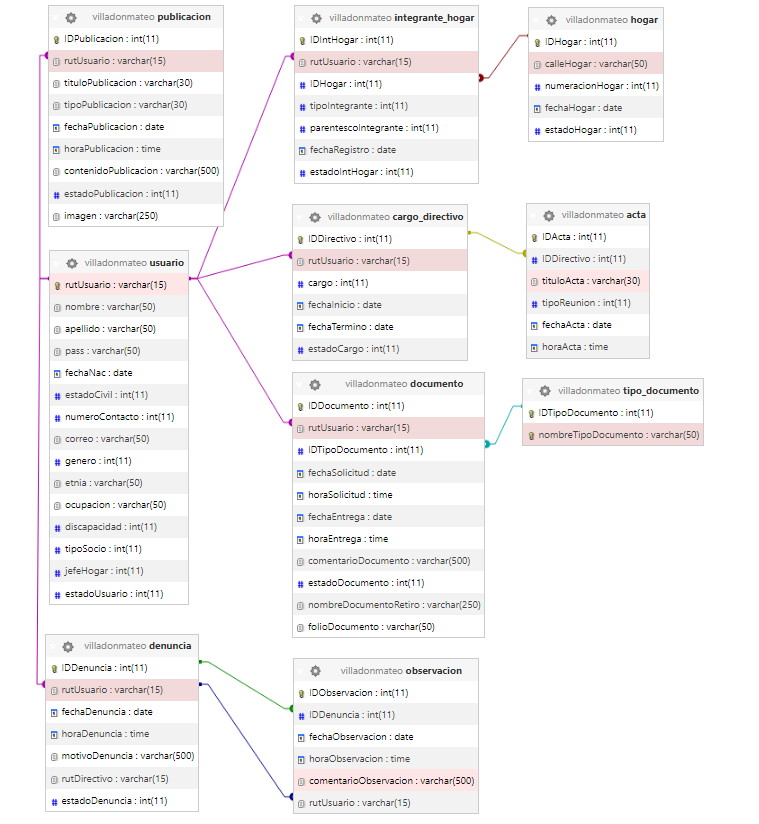 villadonmateo publicacion
IDPublicacion : int(11)
rutUsuario : varchar(15)
tituloPublicacion : varchar(30)
tipoPublicacion : varchar(30)
fechaPublicacion : date
horaPublicacion : time
contenidoPublicacion : varchar(500)
estadoPublicacion : int(11)
imagen : varchar(250)
villadonmateo integrante_hogar
IDIntHogar : int(11)
rutUsuario : varchar(15)
IDHogar : int(11)
tipoIntegrante : int(11)
parentescoIntegrante : int(11)
fechaRegistro : date
estadoIntHogar : int(11)
villadonmateo hogar
IDHogar : int(11)
calleHogar : varchar(50)
numeracionHogar : int(11)
fechaHogar : date
estadoHogar : int(11)
villadonmateo usuario
rutUsuario : varchar(15)
nombre : varchar(50)
apellido : varchar(50)
pass : varchar(50)
fechaNac : date
estadoCivil : int(11)
numeroContacto : int(11)
correo : varchar(50)
genero : int(11)
etnia : varchar(50)
ocupacion : varchar(50)
discapacidad : int(11)
tipoSocio : int(11)
jefeHogar : int(11)
estadoUsuario : int(11)
villadonmateo cargo_directivo
IDDirectivo : int(11)
rutUsuario : varchar(15)
cargo : int(11)
fechaInicio : date
fechaTermino : date
estadoCargo : int(11)
villadonmateo acta
IDActa : int(11)
IDDirectivo : int(11)
tituloActa : varchar(30)
tipoReunion : int(11)
fechaActa : date
horaActa : time
villadonmateo documento
IDDocumento : int(11)
rutUsuario : varchar(15)
IDTipoDocumento : int(11)
fechaSolicitud : date
horaSolicitud : time
fechaEntrega : date
horaEntrega : time
comentarioDocumento : varchar(500)
estadoDocumento : int(11)
nombreDocumentoRetiro : varchar(250)
folioDocumento : varchar(50)
villadonmateo tipo_documento
IDTipoDocumento : int(11)
nombreTipoDocumento : varchar(50)
villadonmateo denuncia
IDDenuncia : int(11)
rutUsuario : varchar(15)
fechaDenuncia : date
horaDenuncia : time
motivoDenuncia : varchar(500)
rutDirectivo : varchar(15)
estadoDenuncia : int(11)
villadonmateo observacion
IDObservacion : int(11)
IDDenuncia : int(11)
fechaObservacion : date
horaObservacion : time
comentarioObservacion : varchar(500)
rutUsuario : varchar(15)